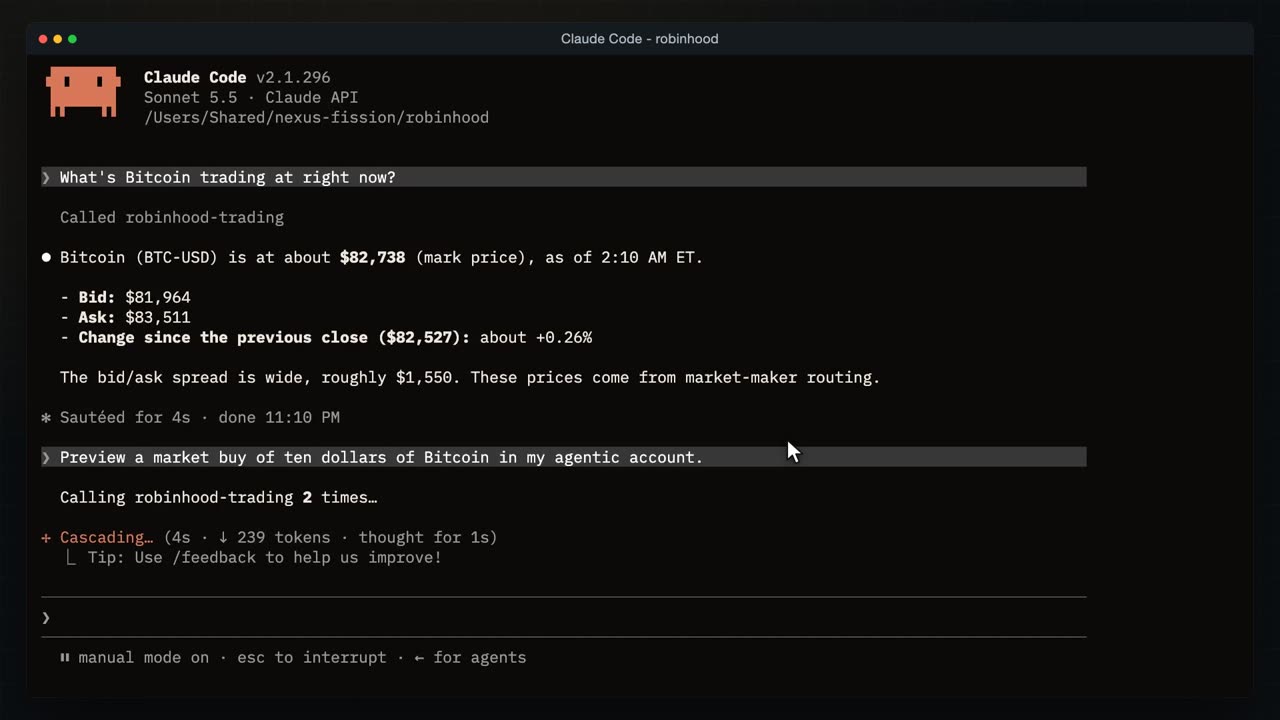 Claude Code - robinhood
Claude Code v2.1.296
Sonnet 5.5 · Claude API
/Users/Shared/nexus-fission/robinhood
❯ What's Bitcoin trading at right now?
Called robinhood-trading
● Bitcoin (BTC-USD) is at about $82,738 (mark price), as of 2:10 AM ET.
- Bid: $81,964
- Ask: $83,511
- Change since the previous close ($82,527): about +0.26%
The bid/ask spread is wide, roughly $1,550. These prices come from market-maker routing.
✻ Sautéed for 4s · done 11:10 PM
❯ Preview a market buy of ten dollars of Bitcoin in my agentic account.
Calling robinhood-trading 2 times…
✢ Cascading… (4s · ↓ 239 tokens · thought for 1s)
⎿ Tip: Use /feedback to help us improve!
❯
⏸ manual mode on · esc to interrupt · ← for agents